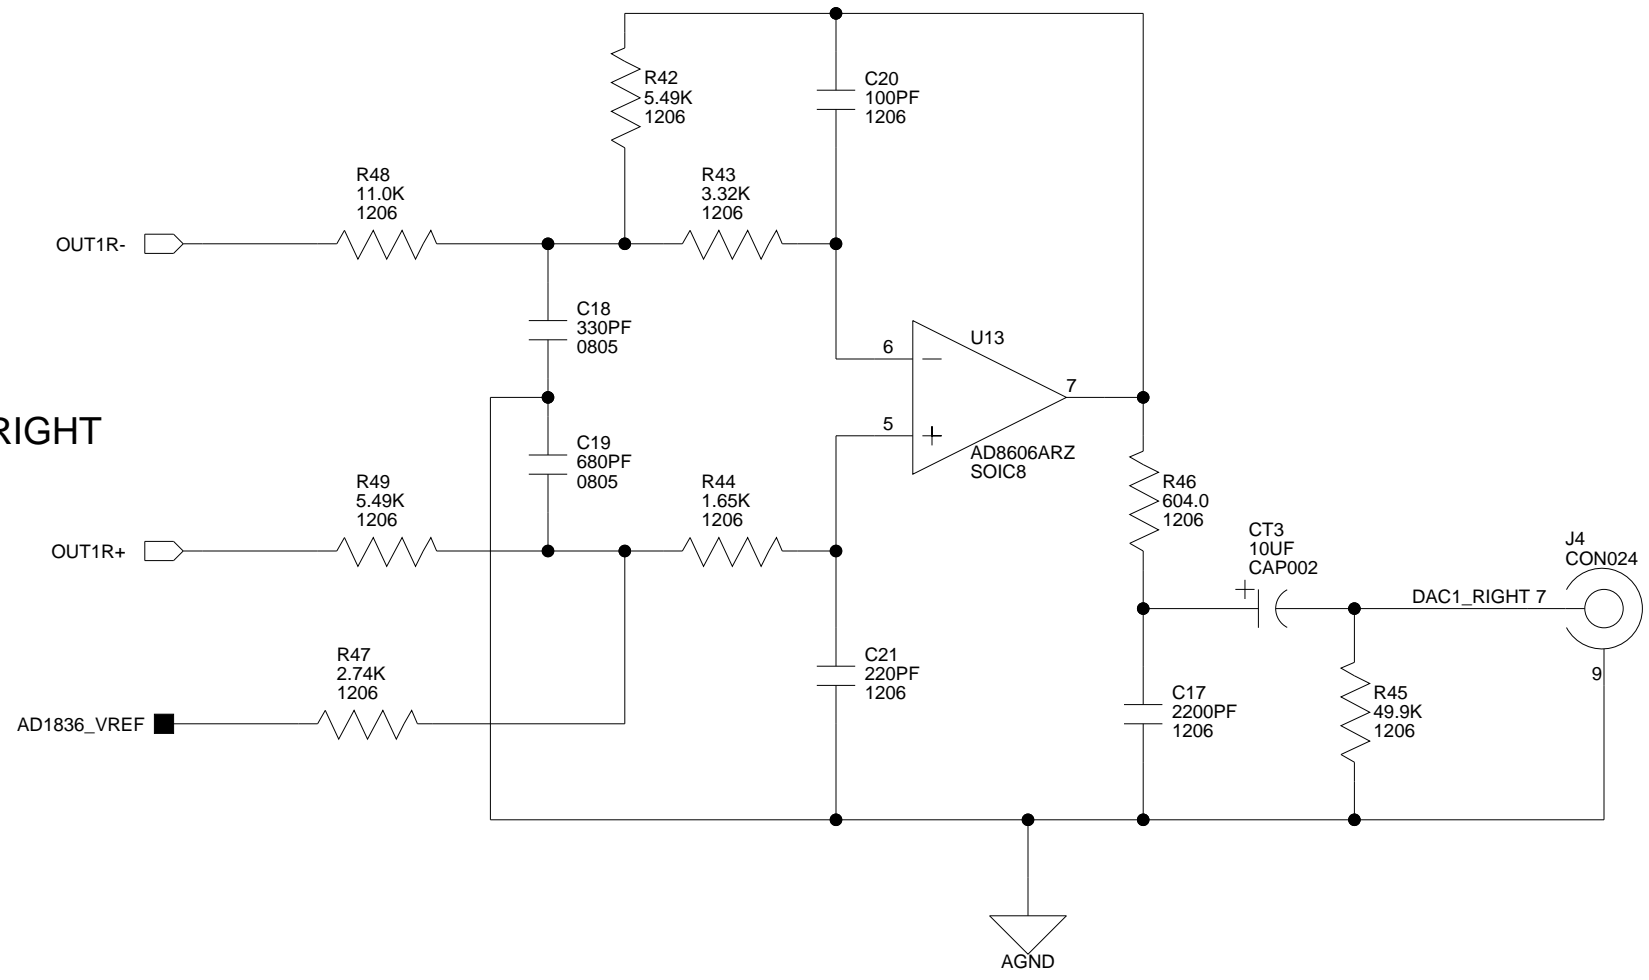 R42
5.49K
1206
C20
100PF
1206
R48
11.0K
1206
R43
3.32K
1206
OUT1R-
C18
330PF
0805
6
U13
7
RIGHT
C19
680PF
0805
5
AD8606ARZ
SOIC8
R49
5.49K
1206
R44
1.65K
1206
R46
604.0
1206
OUT1R+
CT3
10UF
CAP002
J4
CON024
DAC1_RIGHT 7
R47
2.74K
1206
C21
220PF
1206
9
C17
2200PF
1206
R45
49.9K
1206
AD1836_VREF
AGND